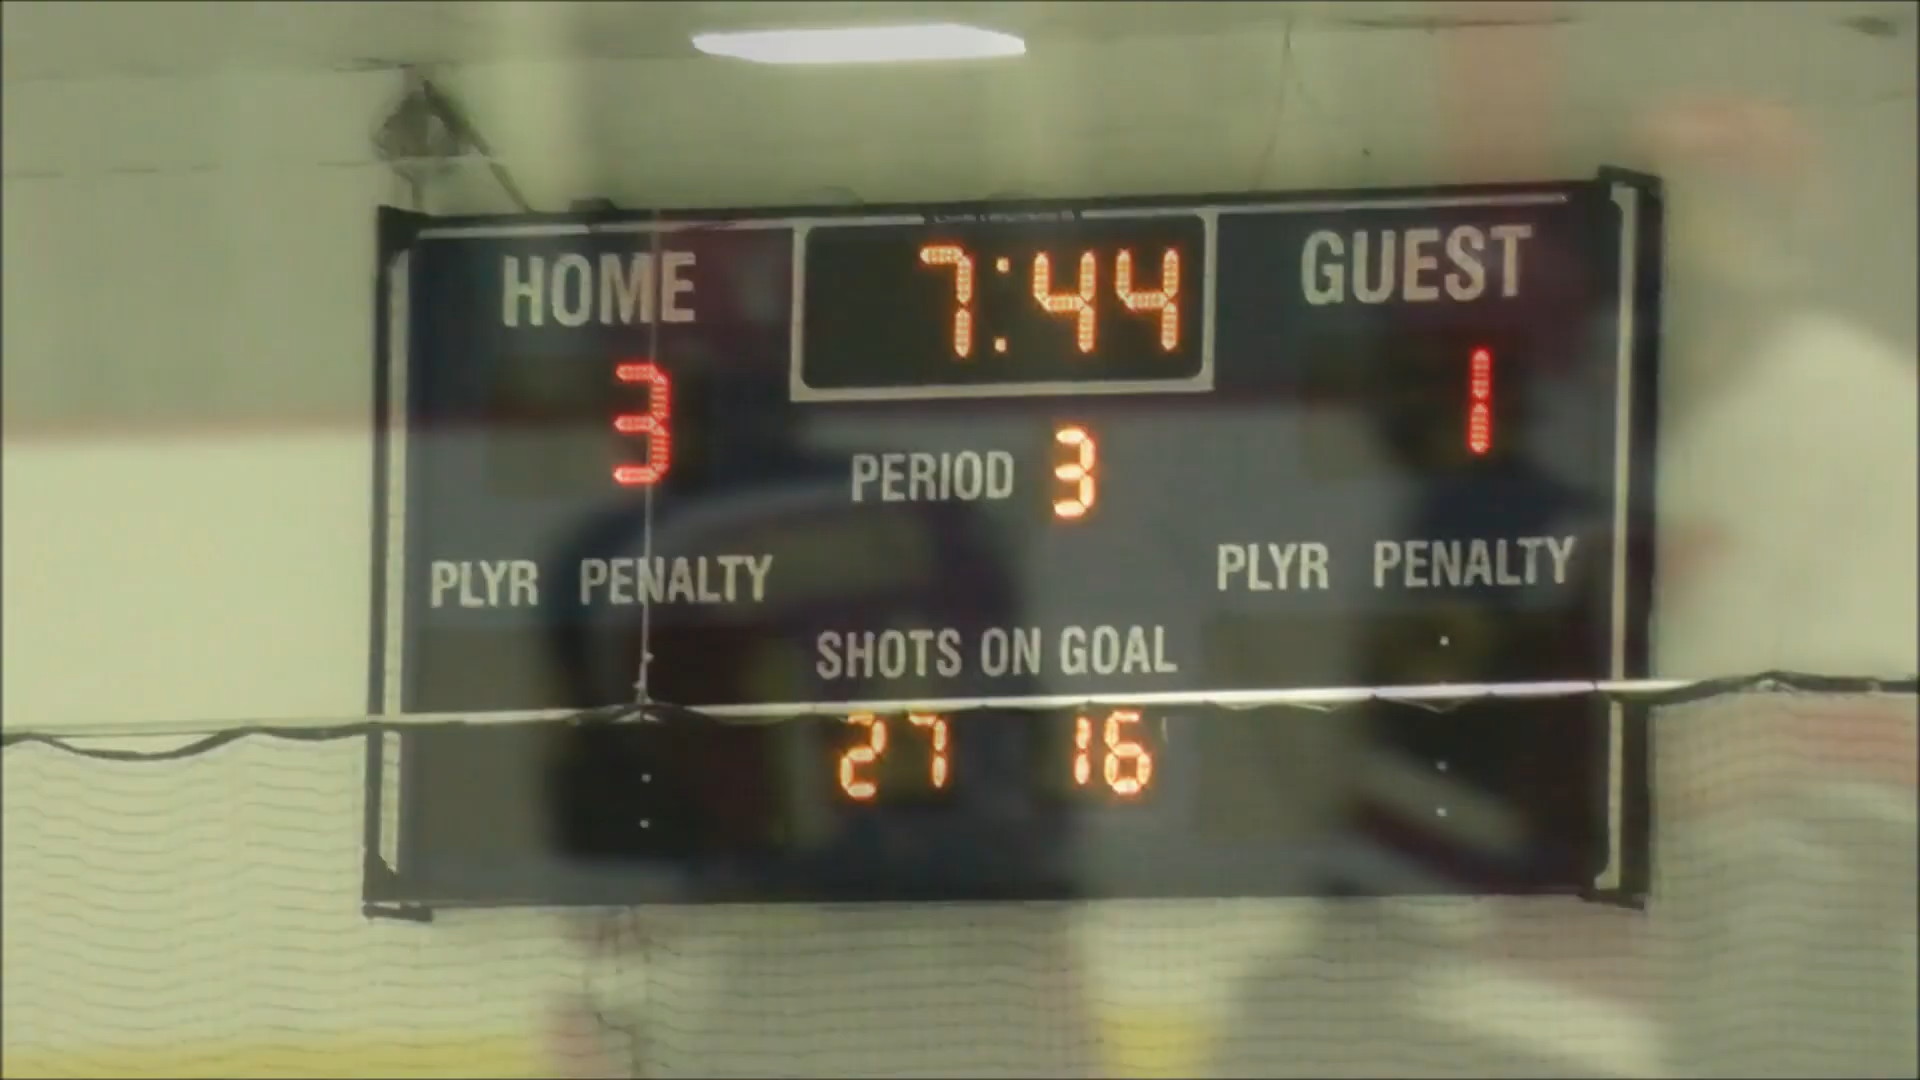 HOME 7:44 GUEST
3 1
PERIOD 3
PLYR PENALTY PLYR PENALTY
SHOTS ON GOAL
27 16